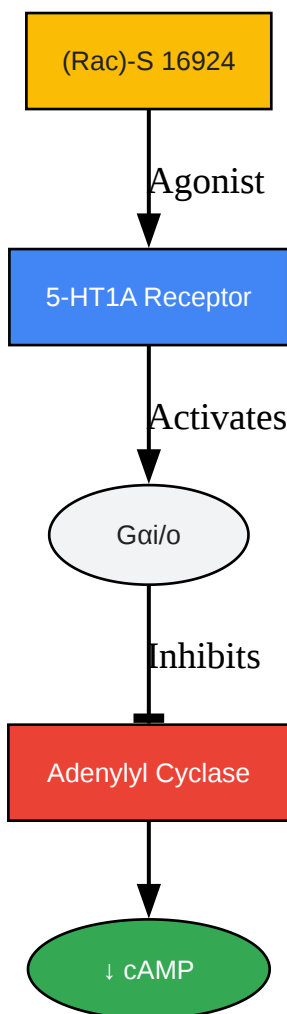 (Rac)-S 16924
Agonist
5-HT1A Receptor
Activates
Gαi/o
Inhibits
Adenylyl Cyclase
↓ cAMP